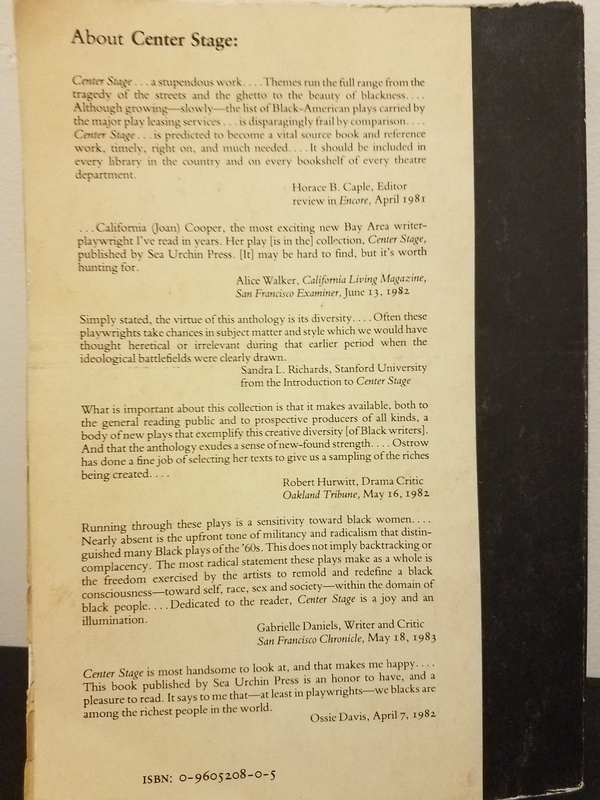 About Center Stage:
Center Stage . . . a stupendous work. . . . Themes run the full range from the
tragedy of the streets and the ghetto to the beauty of blackness. . . .
Although growing—slowly—the list of Black-American plays carried by
the major play leasing services . . . is disparagingly frail by comparison. . . .
Center Stage . . . is predicted to become a vital source book and reference
work, timely, right on, and much needed. . . . It should be included in
every library in the country and on every bookshelf of every theatre
department.
Horace B. Caple, Editor
review in Encore, April 1981
. . . California (Joan) Cooper, the most exciting new Bay Area writer-
playwright I've read in years. Her play [is in the] collection, Center Stage,
published by Sea Urchin Press. [It] may be hard to find, but it's worth
hunting for.
Alice Walker, California Living Magazine,
San Francisco Examiner, June 13, 1982
Simply stated, the virtue of this anthology is its diversity. . . . Often these
playwrights take chances in subject matter and style which we would have
thought heretical or irrelevant during that earlier period when the
ideological battlefields were clearly drawn.
Sandra L. Richards, Stanford University
from the Introduction to Center Stage
What is important about this collection is that it makes available, both to
the general reading public and to prospective producers of all kinds, a
body of new plays that exemplify this creative diversity [of Black writers].
And that the anthology exudes a sense of new-found strength. . . . Ostrow
has done a fine job of selecting her texts to give us a sampling of the riches
being created. . . .
Robert Hurwitt, Drama Critic
Oakland Tribune, May 16, 1982
Running through these plays is a sensitivity toward black women. . . .
Nearly absent is the upfront tone of militancy and radicalism that distin-
guished many Black plays of the '60s. This does not imply backtracking or
complacency. The most radical statement these plays make as a whole is
the freedom exercised by the artists to remold and redefine a black
consciousness—toward self, race, sex and society—within the domain of
black people. . . . Dedicated to the reader, Center Stage is a joy and an
illumination.
Gabrielle Daniels, Writer and Critic
San Francisco Chronicle, May 18, 1983
Center Stage is most handsome to look at, and that makes me happy. . . .
This book published by Sea Urchin Press is an honor to have, and a
pleasure to read. It says to me that—at least in playwrights—we blacks are
among the richest people in the world.
Ossie Davis, April 7, 1982
ISBN: 0-9605208-0-5